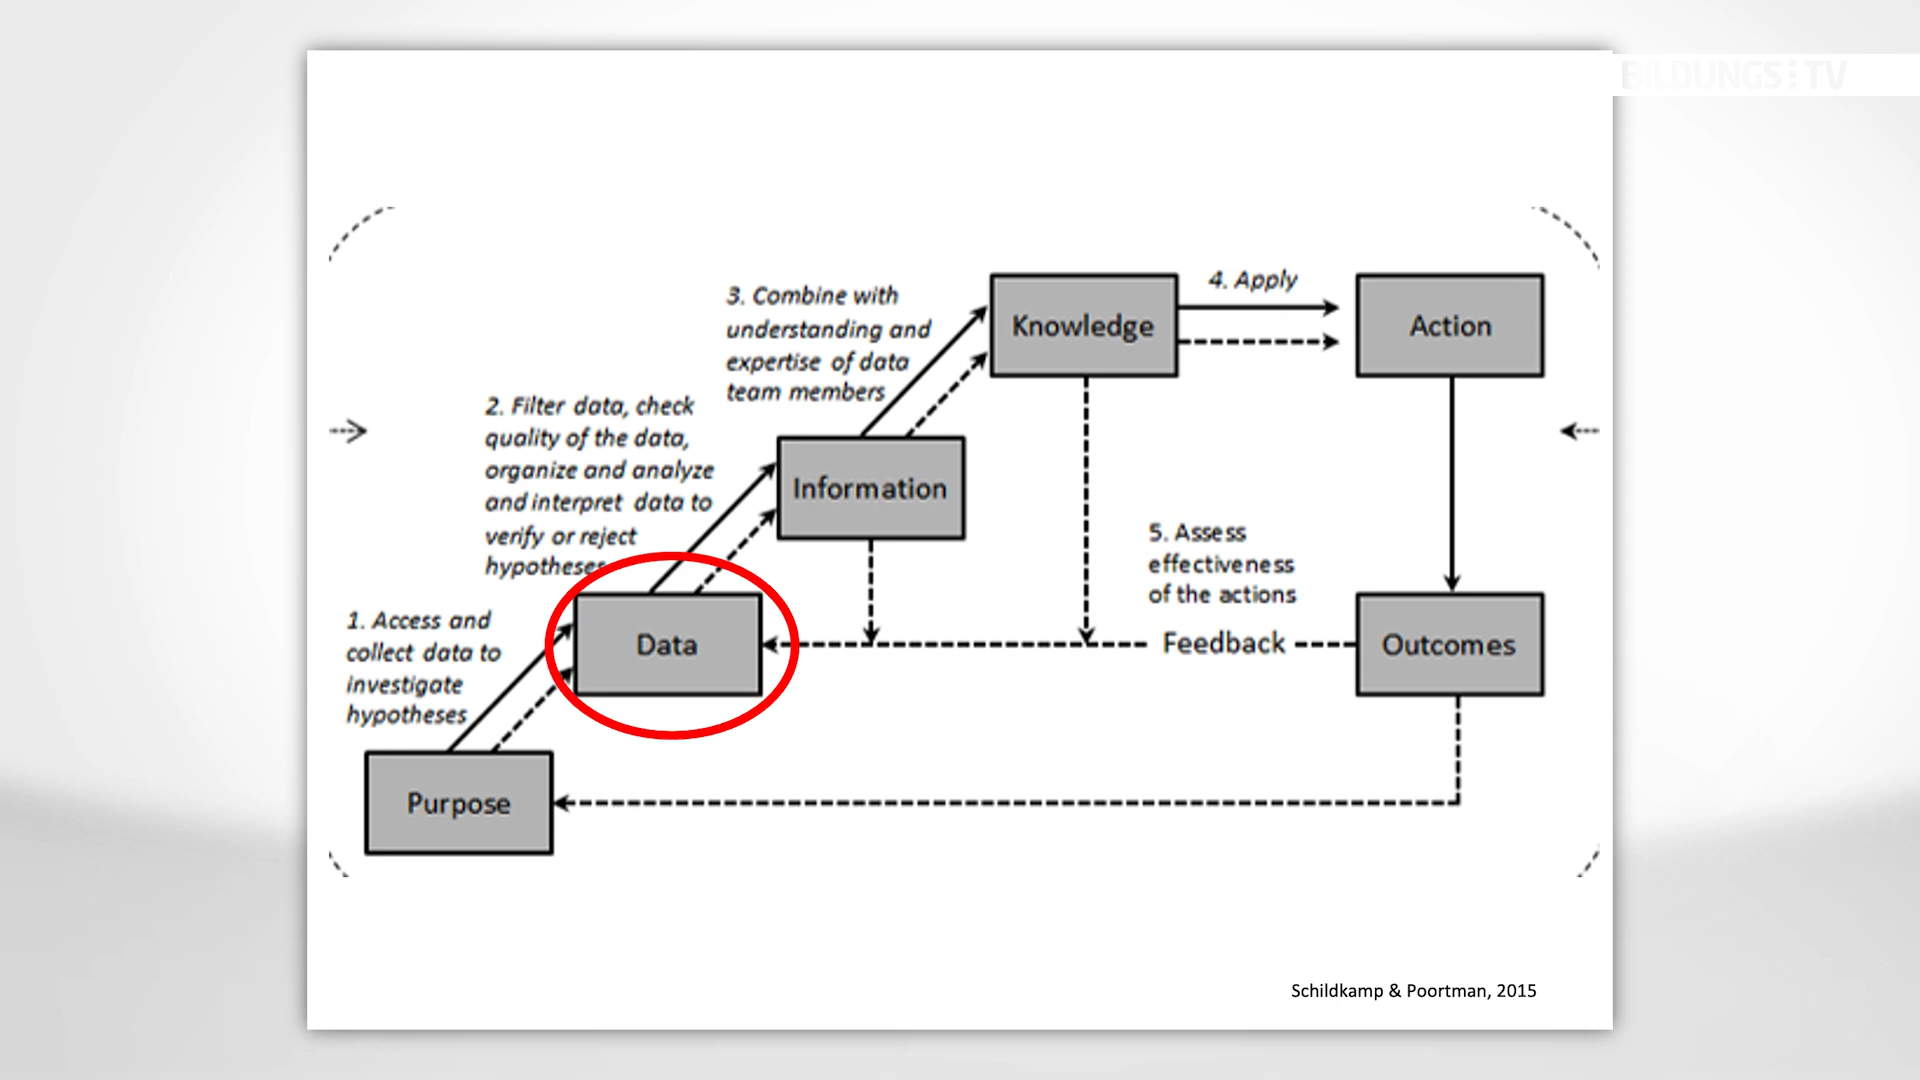 BILDUNGS TV
3. Combine with
understanding and
expertise of data
team members
Knowledge
4. Apply
Action
2. Filter data, check
quality of the data,
organize and analyze
and interpret data to
verify or reject
hypotheses
Information
5. Assess
effectiveness
of the actions
1. Access and
collect data to
investigate
hypotheses
Data
Feedback
Outcomes
Purpose
Schildkamp & Poortman, 2015